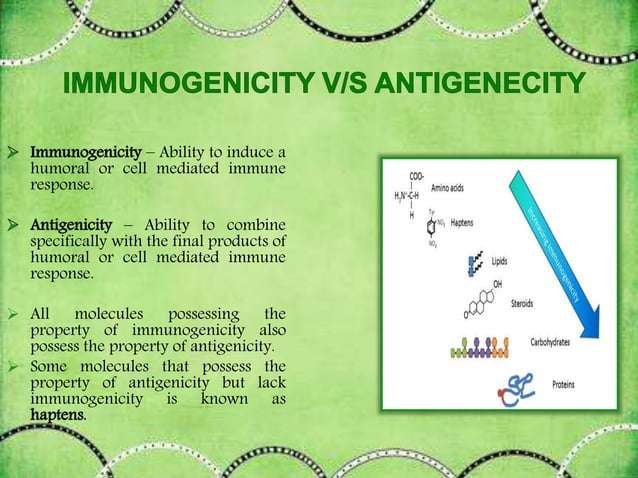 IMMUNOGENICITY V/S ANTIGENECITY
Immunogenicity – Ability to induce a
humoral or cell mediated immune
response.
Antigenicity – Ability to combine
specifically with the final products of
humoral or cell mediated immune
response.
All molecules possessing the
property of immunogenicity also
possess the property of antigenicity.
Some molecules that possess the
property of antigenicity but lack
immunogenicity is known as
haptens.
COO-
H₃N⁺-C-H
H
Amino acids
Tyr
NO₂
NO₂
Haptens
Lipids
OH
O
Steroids
Carbohydrates
Proteins
Increasing Immunogenicity